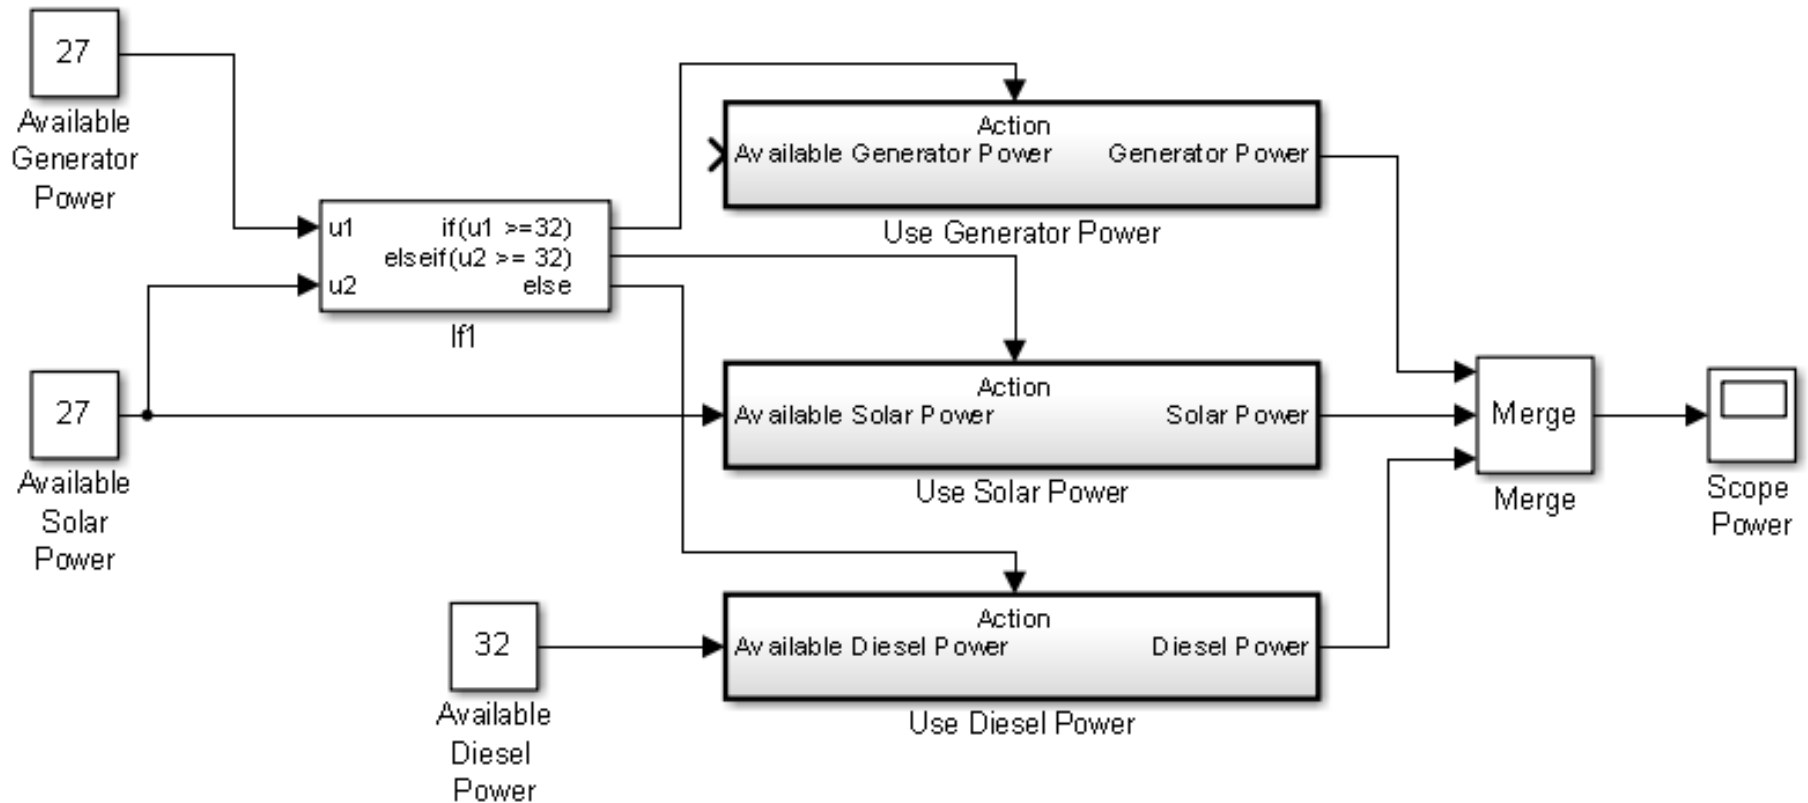 27
Available
Generator
Power
u1
if(u1 >=32)
elseif(u2 >= 32)
u2
else
If1
Action
Available Generator Power
Generator Power
Use Generator Power
27
Available
Solar
Power
Action
Available Solar Power
Solar Power
Use Solar Power
32
Available
Diesel
Power
Action
Available Diesel Power
Diesel Power
Use Diesel Power
Merge
Merge
Scope
Power